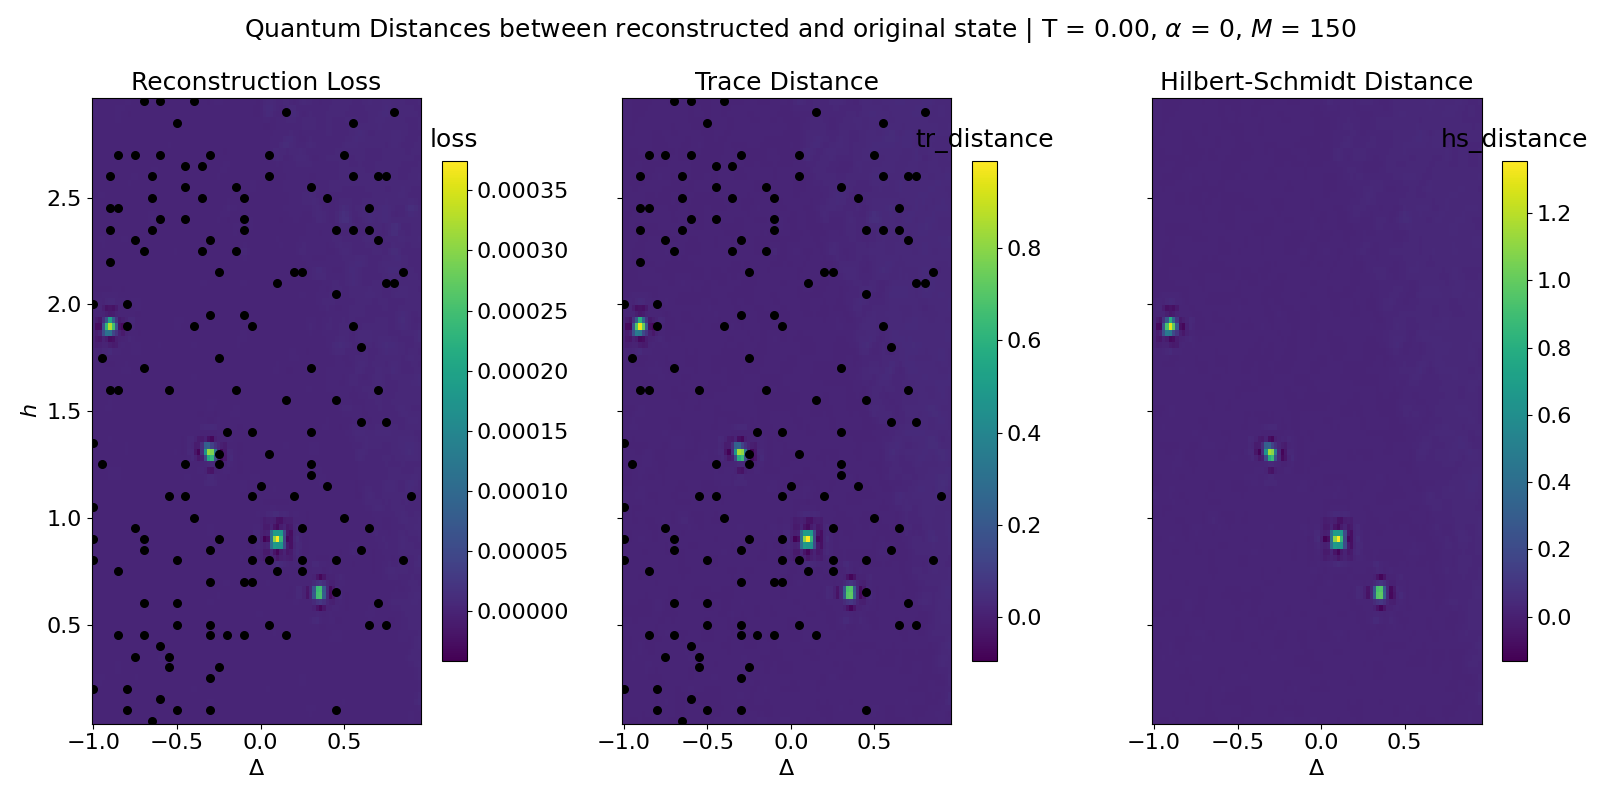 Quantum Distances between reconstructed and original state | T = 0.00, α = 0, M = 150
Reconstruction Loss
Trace Distance
Hilbert-Schmidt Distance
loss
tr_distance
hs_distance
0.00035
0.00030
0.00025
0.00020
0.00015
0.00010
0.00005
0.00000
0.8
0.6
0.4
0.2
0.0
1.2
1.0
0.8
0.6
0.4
0.2
0.0
h
2.5
2.0
1.5
1.0
0.5
−1.0 −0.5 0.0 0.5
Δ
−1.0 −0.5 0.0 0.5
Δ
−1.0 −0.5 0.0 0.5
Δ